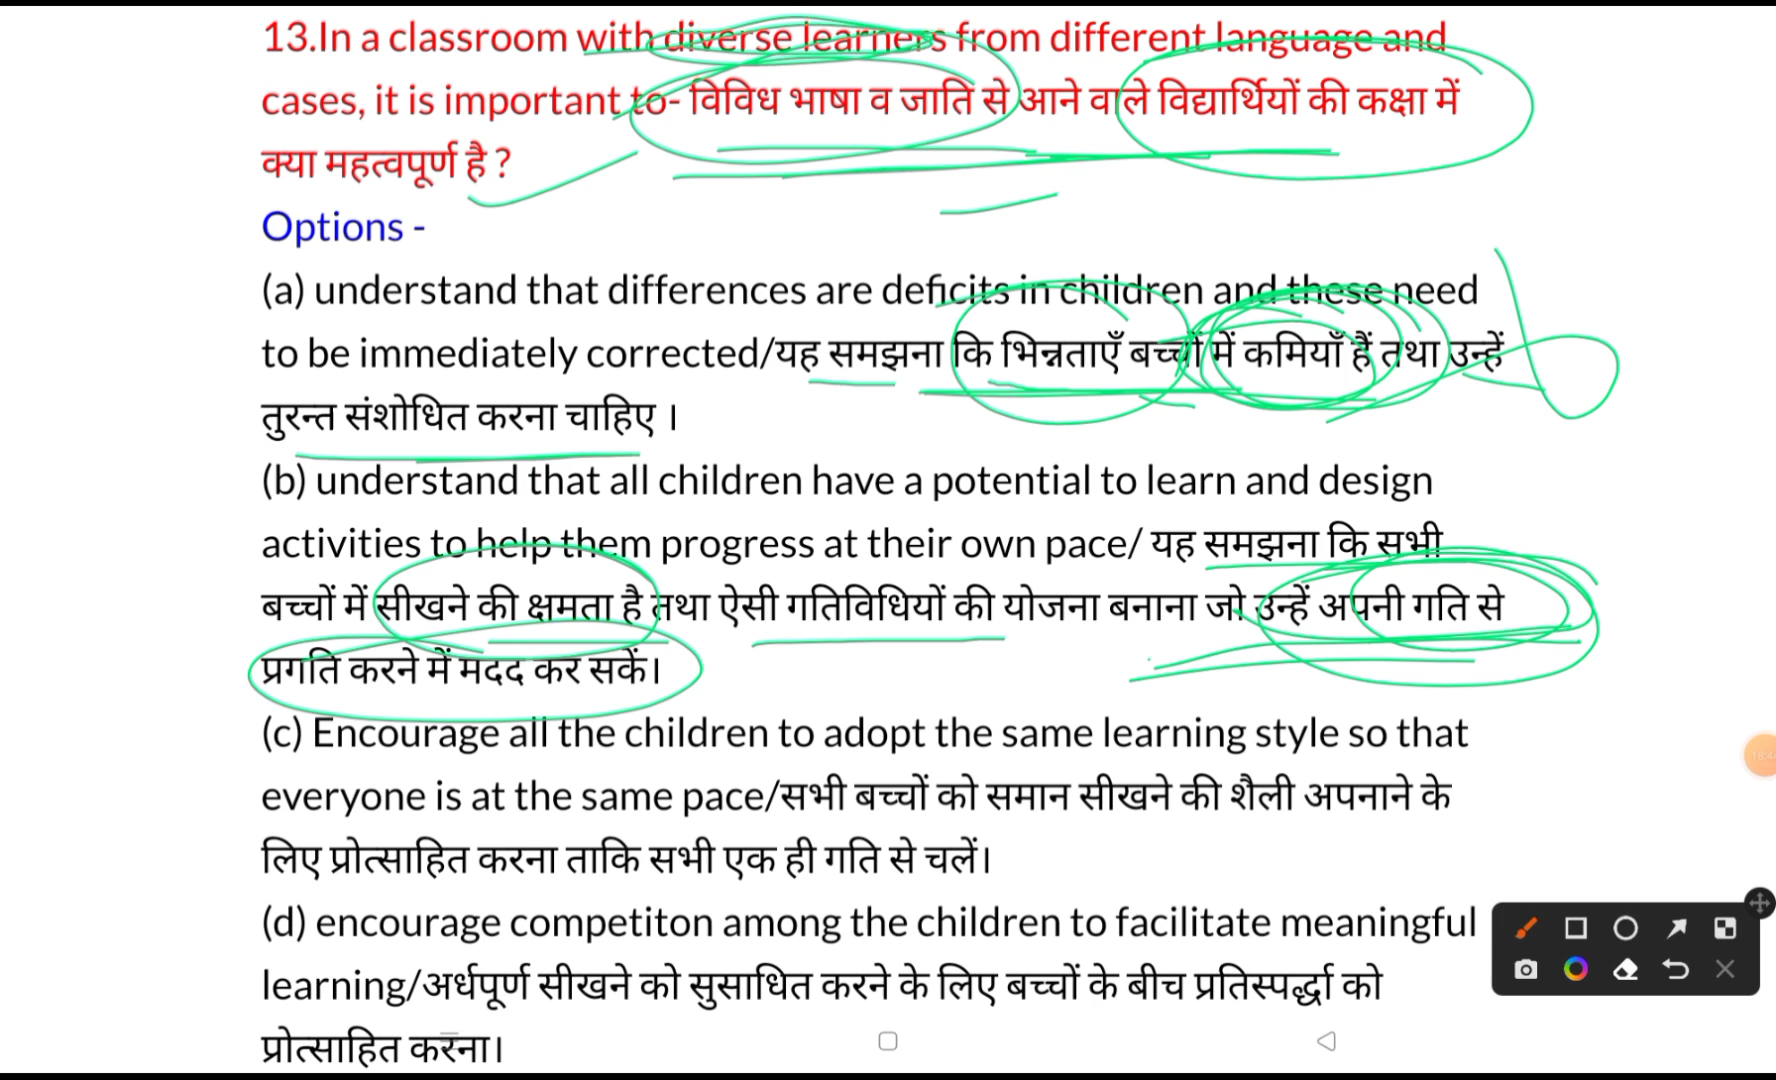 13.In a classroom with diverse learners from different language and
cases, it is important to- विविध भाषा व जाति से आने वाले विद्यार्थियों की कक्षा में
क्या महत्वपूर्ण है ?
Options -
(a) understand that differences are deficits in children and these need
to be immediately corrected/यह समझना कि भिन्नताएँ बच्चों में कमियाँ हैं तथा उन्हें
तुरन्त संशोधित करना चाहिए ।
(b) understand that all children have a potential to learn and design
activities to help them progress at their own pace/ यह समझना कि सभी
बच्चों में सीखने की क्षमता है तथा ऐसी गतिविधियों की योजना बनाना जो उन्हें अपनी गति से
प्रगति करने में मदद कर सकें।
(c) Encourage all the children to adopt the same learning style so that
everyone is at the same pace/सभी बच्चों को समान सीखने की शैली अपनाने के
लिए प्रोत्साहित करना ताकि सभी एक ही गति से चलें।
(d) encourage competiton among the children to facilitate meaningful
learning/अर्धपूर्ण सीखने को सुसाधित करने के लिए बच्चों के बीच प्रतिस्पर्द्धा को
प्रोत्साहित करना।